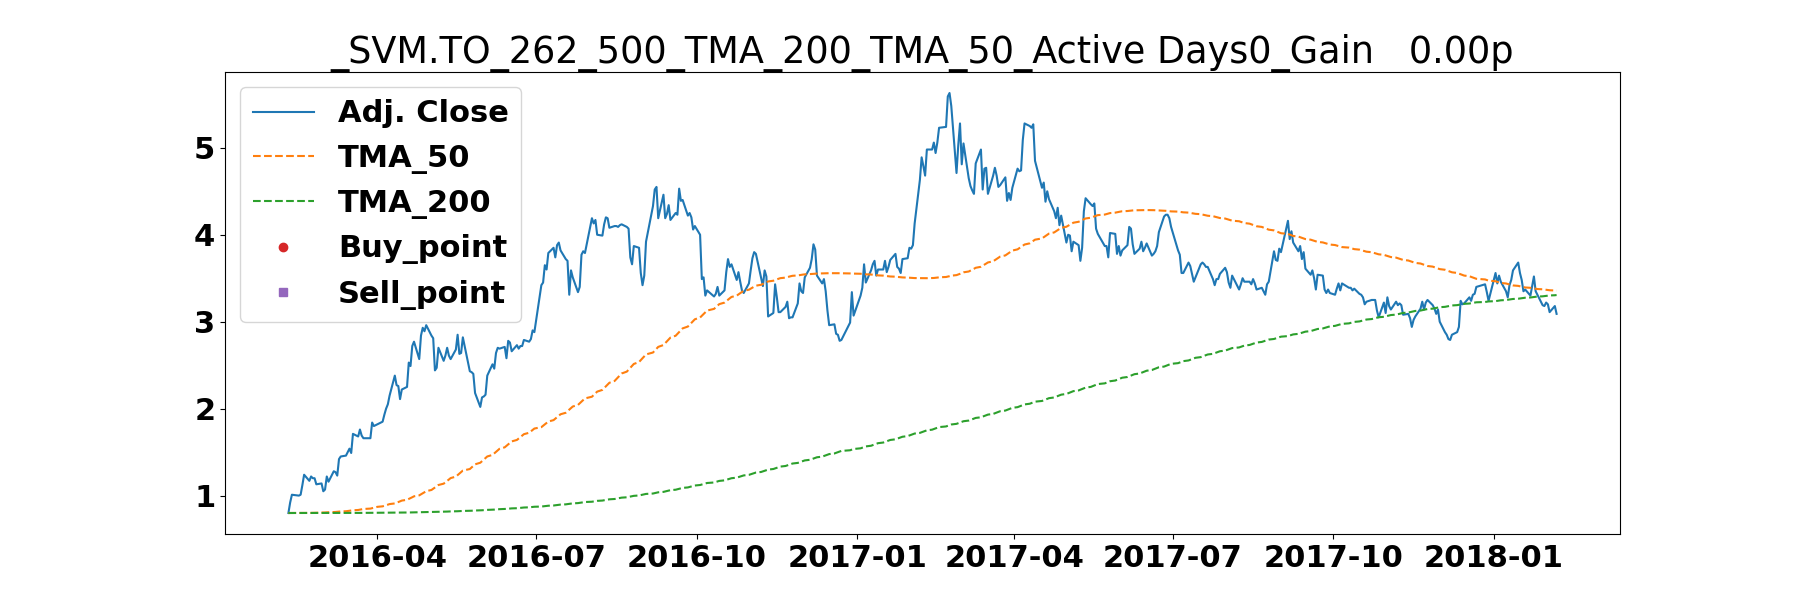 _SVM.TO_262_500_TMA_200_TMA_50_Active Days0_Gain   0.00p
Adj. Close
TMA_50
TMA_200
Buy_point
Sell_point
5
4
3
2
1
2016-04 2016-07 2016-10 2017-01 2017-04 2017-07 2017-10 2018-01